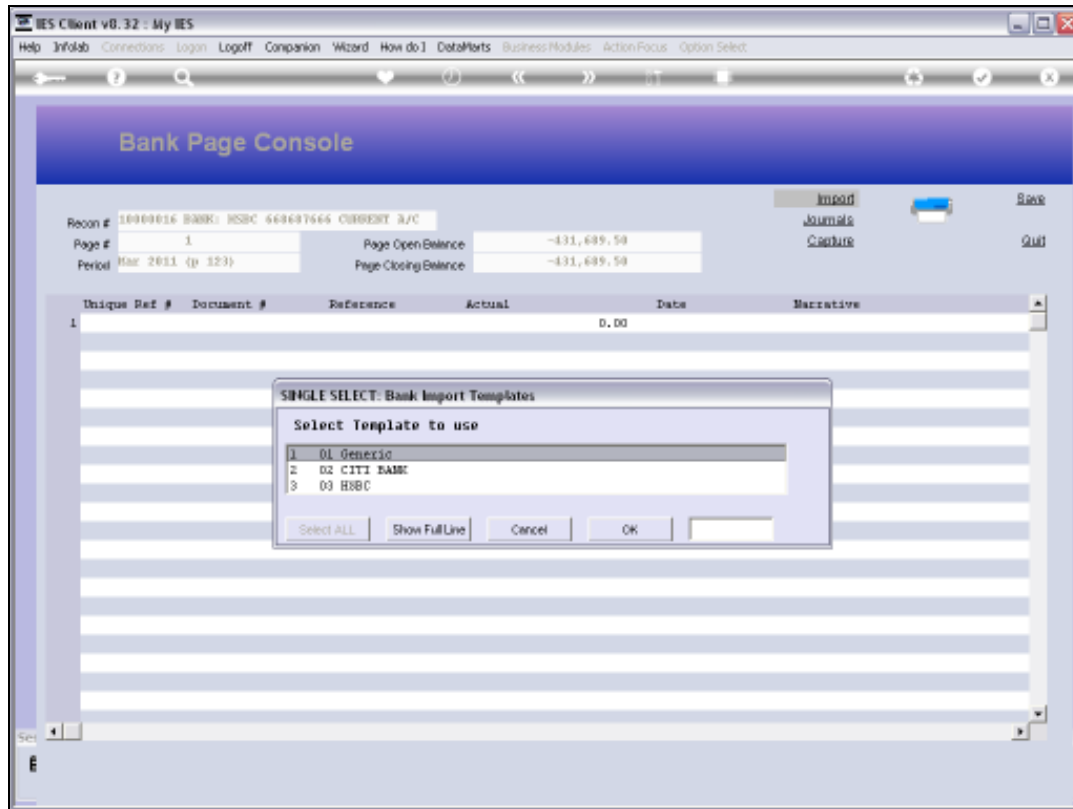 IES Client v8.32 : My IES
Help Infolab Connections Logon Logoff Companion Wizard How do I DataMarts Business Modules Action Focus Option Select
Bank Page Console
Import Save
Recon # 10000016 BANK: HSBC 668687666 CURRENT A/C Journals
Page # 1 Page Open Balance -431,689.50 Capture Quit
Period Mar 2011 (p 123) Page Closing Balance -431,689.50
Unique Ref # Document # Reference Actual Date Narrative
1 0.00
SINGLE SELECT: Bank Import Templates
Select Template to use
1 01 Generic
2 02 CITI BANK
3 03 HSBC
Select ALL Show Full Line Cancel OK